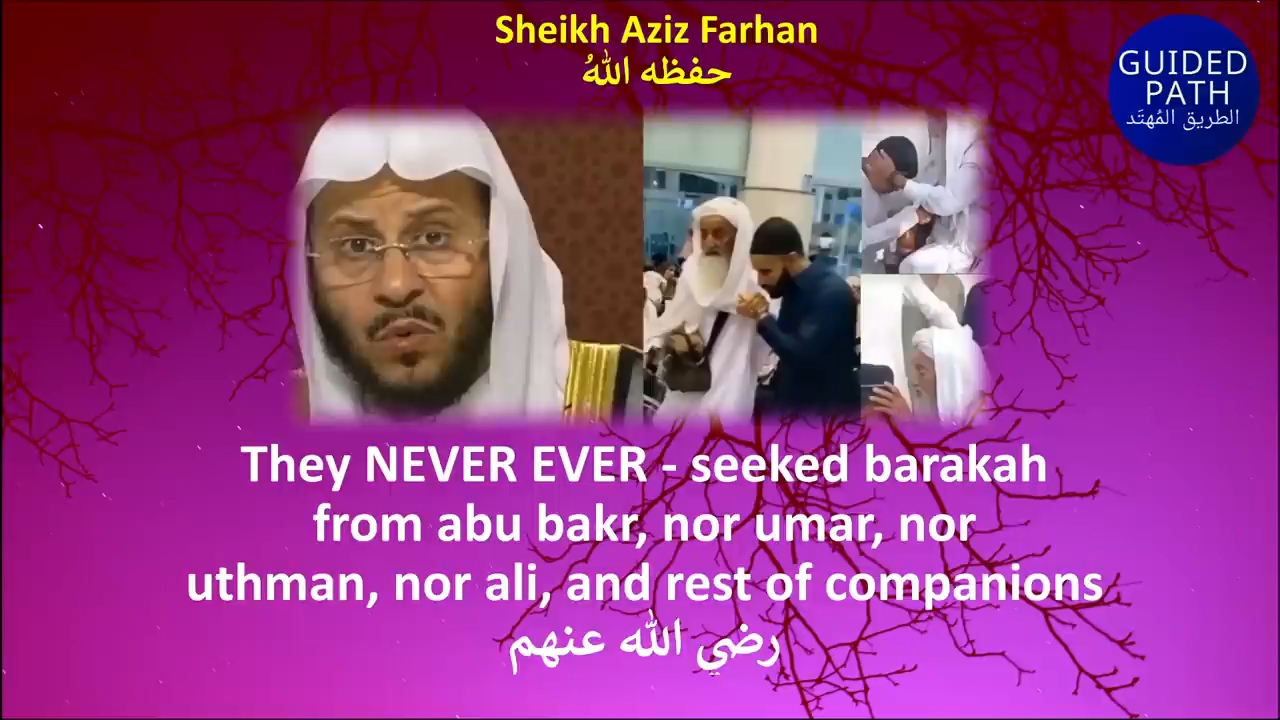 Sheikh Aziz Farhan
حفظه اللهُ
GUIDED
PATH
الطريق المُهتَد
They NEVER EVER - seeked barakah
from abu bakr, nor umar, nor
uthman, nor ali, and rest of companions
رضي الله عنهم